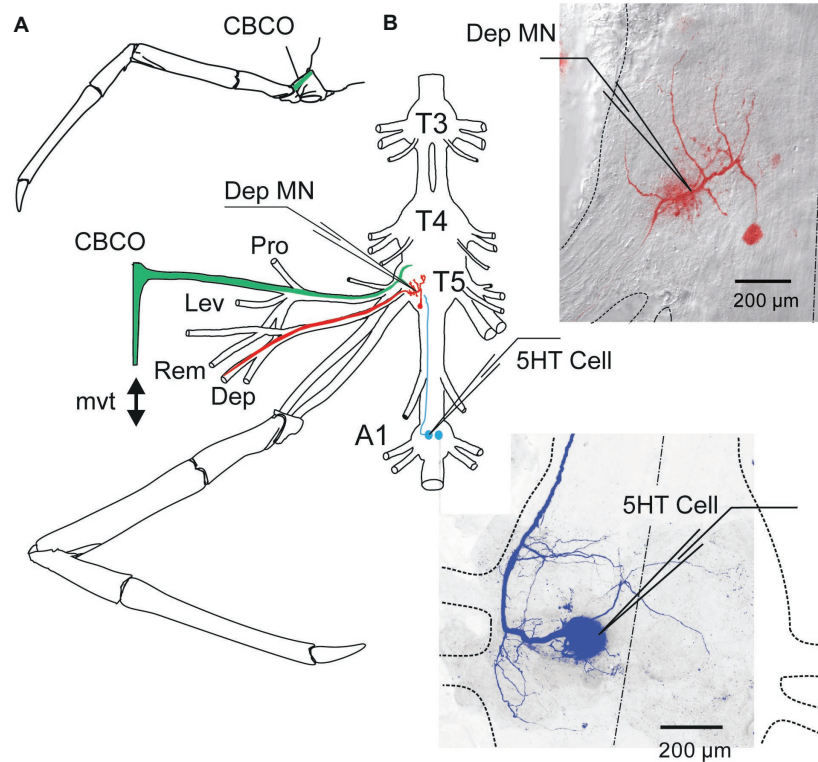 A
CBCO
B
Dep MN
T3
T4
Dep MN
CBCO
Pro
T5
Lev
200 µm
Rem
Dep
5HT Cell
mvt
A1
5HT Cell
200 µm